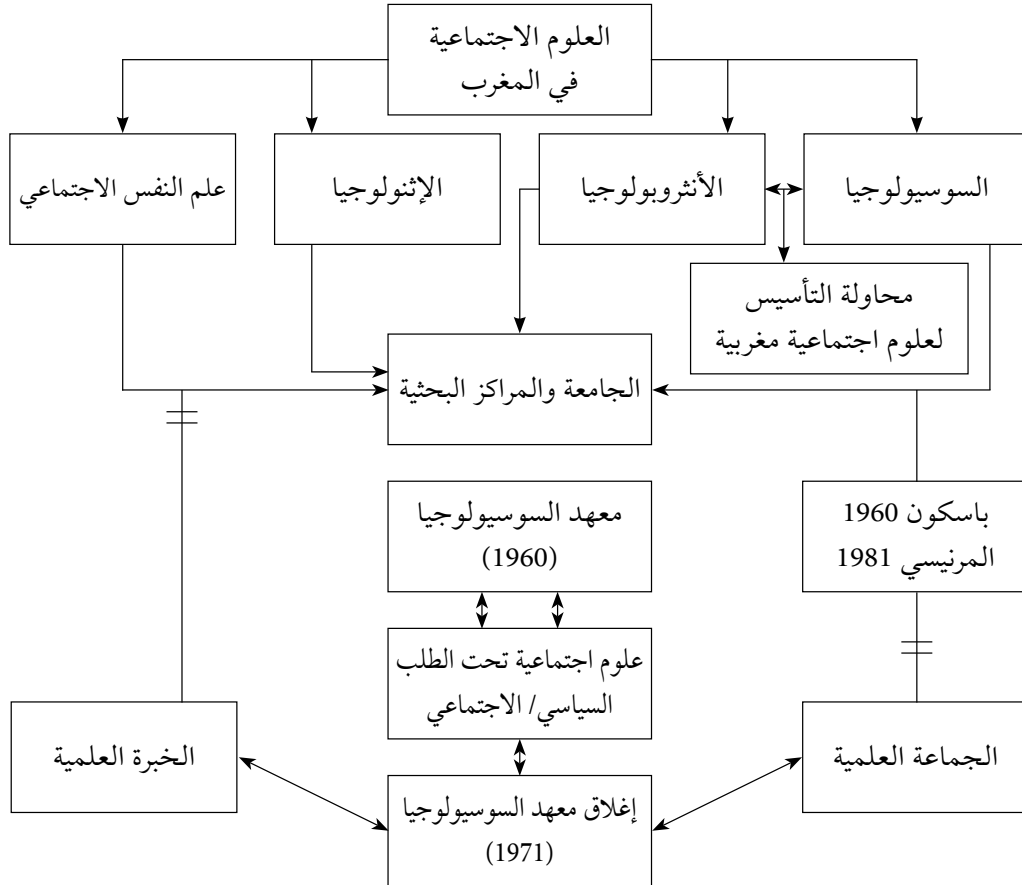 العلوم الاجتماعية
في المغرب
السوسيولوجيا
الأنثروبولوجيا
الإثنولوجيا
علم النفس الاجتماعي
محاولة التأسيس
لعلوم اجتماعية مغربية
الجامعة والمراكز البحثية
باسكون 1960
المرنيسي 1981
معهد السوسيولوجيا
(1960)
علوم اجتماعية تحت الطلب
السياسي/ الاجتماعي
الجماعة العلمية
الخبرة العلمية
إغلاق معهد السوسيولوجيا
(1971)